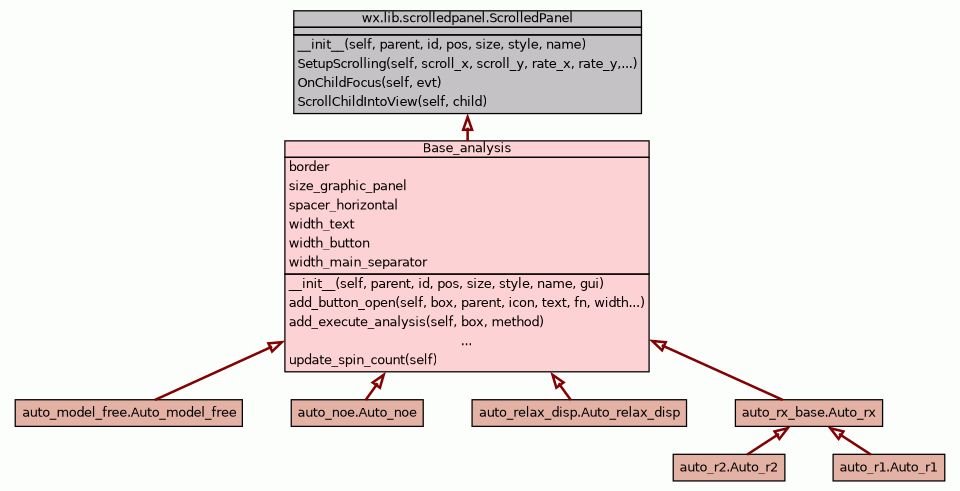 wx.lib.scrolledpanel.ScrolledPanel
__init__(self, parent, id, pos, size, style, name)
SetupScrolling(self, scroll_x, scroll_y, rate_x, rate_y,...)
OnChildFocus(self, evt)
ScrollChildIntoView(self, child)
Base_analysis
border
size_graphic_panel
spacer_horizontal
width_text
width_button
width_main_separator
__init__(self, parent, id, pos, size, style, name, gui)
add_button_open(self, box, parent, icon, text, fn, width...)
add_execute_analysis(self, box, method)
...
update_spin_count(self)
auto_model_free.Auto_model_free
auto_noe.Auto_noe
auto_relax_disp.Auto_relax_disp
auto_rx_base.Auto_rx
auto_r2.Auto_r2
auto_r1.Auto_r1